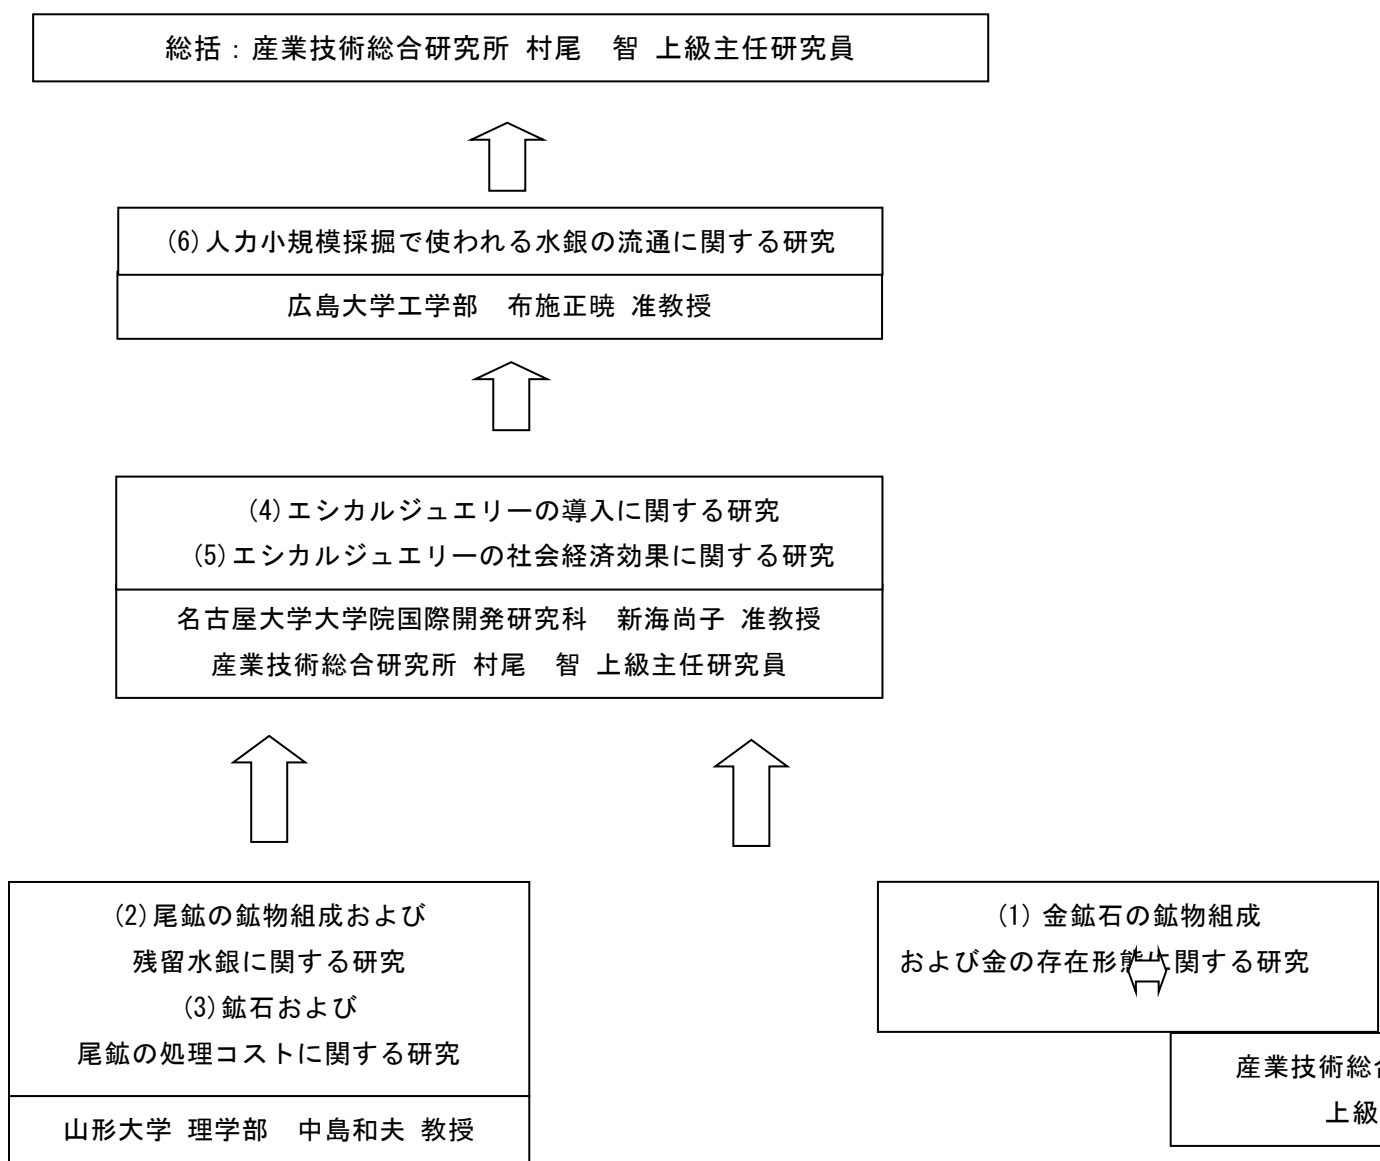 総括：産業技術総合研究所 村尾　智 上級主任研究員
(6)人力小規模採掘で使われる水銀の流通に関する研究
広島大学工学部　布施正暁 准教授
(4)エシカルジュエリーの導入に関する研究
(5)エシカルジュエリーの社会経済効果に関する研究
名古屋大学大学院国際開発研究科　新海尚子 准教授
産業技術総合研究所 村尾　智 上級主任研究員
(2)尾鉱の鉱物組成および
残留水銀に関する研究
(3)鉱石および
尾鉱の処理コストに関する研究
山形大学 理学部　中島和夫 教授
(1) 金鉱石の鉱物組成
および金の存在形態に関する研究
産業技術総
上級